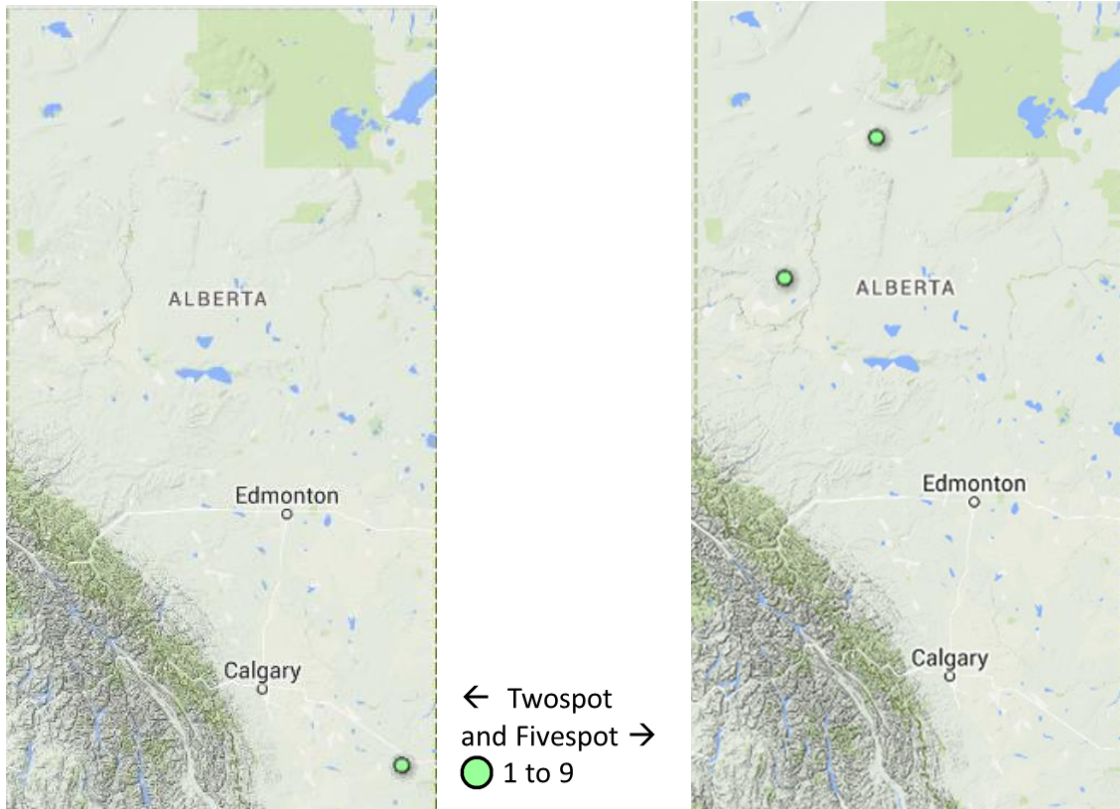 ALBERTA
Edmonton
Calgary
← Twospot
and Fivespot →
1 to 9
ALBERTA
Edmonton
Calgary